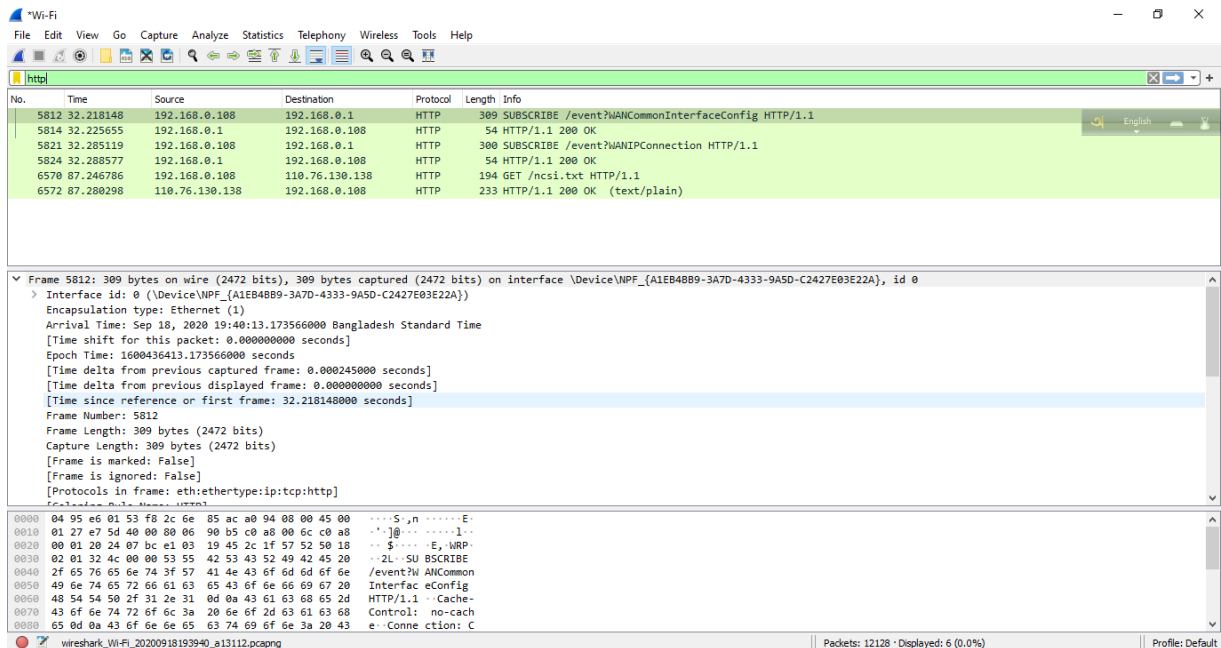 *Wi-Fi
File Edit View Go Capture Analyze Statistics Telephony Wireless Tools Help
http
No. Time Source Destination Protocol Length Info
5812 32.218148 192.168.0.108 192.168.0.1 HTTP 309 SUBSCRIBE /event?WANCommonInterfaceConfig HTTP/1.1
5814 32.225655 192.168.0.1 192.168.0.108 HTTP 54 HTTP/1.1 200 OK
5821 32.285119 192.168.0.108 192.168.0.1 HTTP 300 SUBSCRIBE /event?WANIPConnection HTTP/1.1
5824 32.288577 192.168.0.1 192.168.0.108 HTTP 54 HTTP/1.1 200 OK
6570 87.246786 192.168.0.108 110.76.130.138 HTTP 194 GET /ncsi.txt HTTP/1.1
6572 87.280298 110.76.130.138 192.168.0.108 HTTP 233 HTTP/1.1 200 OK (text/plain)
English
Frame 5812: 309 bytes on wire (2472 bits), 309 bytes captured (2472 bits) on interface \Device\NPF_{A1EB4BB9-3A7D-4333-9A5D-C2427E03E22A}, id 0
Interface id: 0 (\Device\NPF_{A1EB4BB9-3A7D-4333-9A5D-C2427E03E22A})
Encapsulation type: Ethernet (1)
Arrival Time: Sep 18, 2020 19:40:13.173566000 Bangladesh Standard Time
[Time shift for this packet: 0.000000000 seconds]
Epoch Time: 1600436413.173566000 seconds
[Time delta from previous captured frame: 0.000245000 seconds]
[Time delta from previous displayed frame: 0.000000000 seconds]
[Time since reference or first frame: 32.218148000 seconds]
Frame Number: 5812
Frame Length: 309 bytes (2472 bits)
Capture Length: 309 bytes (2472 bits)
[Frame is marked: False]
[Frame is ignored: False]
[Protocols in frame: eth:ethertype:ip:tcp:http]
[Coloring Rule Name: HTTP]
0000 04 95 e6 01 53 f8 2c 6e 85 ac a0 94 08 00 45 00 ····S·,n ······E·
0010 01 27 e7 5d 40 00 80 06 90 b5 c0 a8 00 6c c0 a8 ·'·]@··· ·····l··
0020 00 01 20 24 07 bc e1 03 19 45 2c 1f 57 52 50 18 ·· $···· ·E,·WRP·
0030 02 01 32 4c 00 00 53 55 42 53 43 52 49 42 45 20 ··2L··SU BSCRIBE
0040 2f 65 76 65 6e 74 3f 57 41 4e 43 6f 6d 6d 6f 6e /event?W ANCommon
0050 49 6e 74 65 72 66 61 63 65 43 6f 6e 66 69 67 20 Interfac eConfig
0060 48 54 54 50 2f 31 2e 31 0d 0a 43 61 63 68 65 2d HTTP/1.1 ··Cache-
0070 43 6f 6e 74 72 6f 6c 3a 20 6e 6f 2d 63 61 63 68 Control: no-cach
0080 65 0d 0a 43 6f 6e 6e 65 63 74 69 6f 6e 3a 20 43 e··Conne ction: C
wireshark_Wi-Fi_20200918193940_a13112.pcapng Packets: 12128 · Displayed: 6 (0.0%) Profile: Default